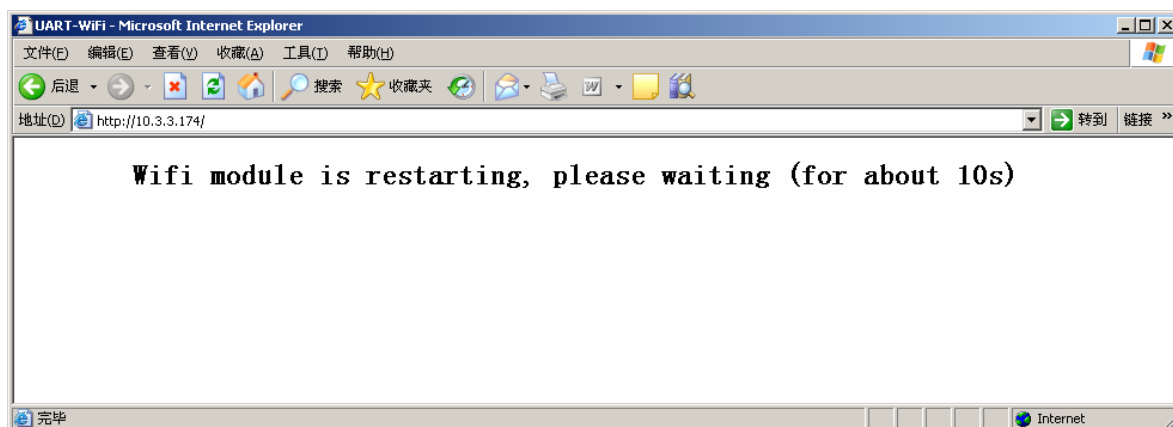 UART-WiFi - Microsoft Internet Explorer
文件(F) 编辑(E) 查看(V) 收藏(A) 工具(T) 帮助(H)
后退 搜索 收藏夹
地址(D) http://10.3.3.174/ 转到 链接 »
Wifi module is restarting, please waiting (for about 10s)
完毕 Internet